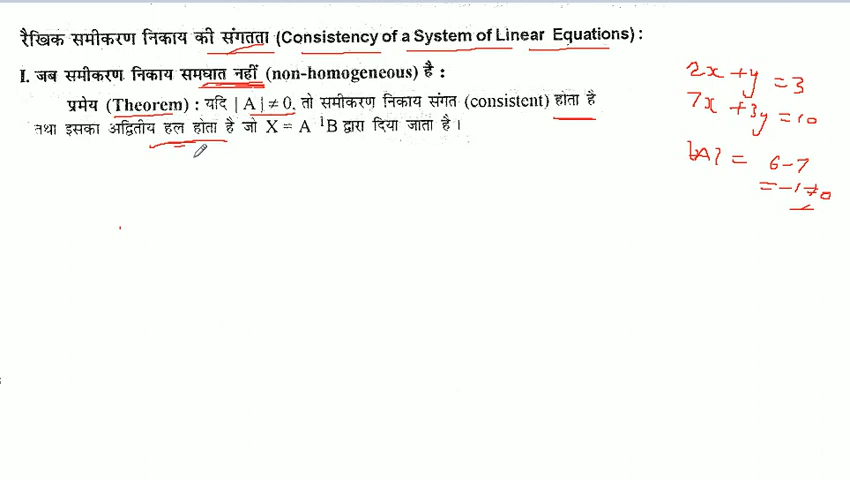 रैखिक समीकरण निकाय की संगतता (Consistency of a System of Linear Equations) :
I. जब समीकरण निकाय समघात नहीं (non-homogeneous) है :
प्रमेय (Theorem) : यदि | A | ≠ 0, तो समीकरण निकाय संगत (consistent) होता है
तथा इसका अद्वितीय हल होता है जो X = A ¹B द्वारा दिया जाता है ।
2x + y = 3
7x + 3y = 10
|A| = 6-7
= -1 ≠ 0